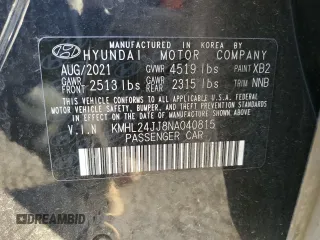 MANUFACTURED IN KOREA BY
HYUNDAI MOTOR COMPANY
AUG/2021 GVWR 4519 lbs PAINT XB2
GAWR FRONT 2513 lbs GAWR REAR 2315 lbs TRIM NNB
THIS VEHICLE CONFORMS TO ALL APPLICABLE
U.S. FEDERAL MOTOR VEHICLE SAFETY,
BUMPER, AND THEFT PREVENTION STANDARDS
IN EFFECT ON THE DATE OF MANUFACTURE
SHOWN ABOVE.
V.I.N KMHL24JJ8NA040815
PASSENGER CAR
DREAMBID